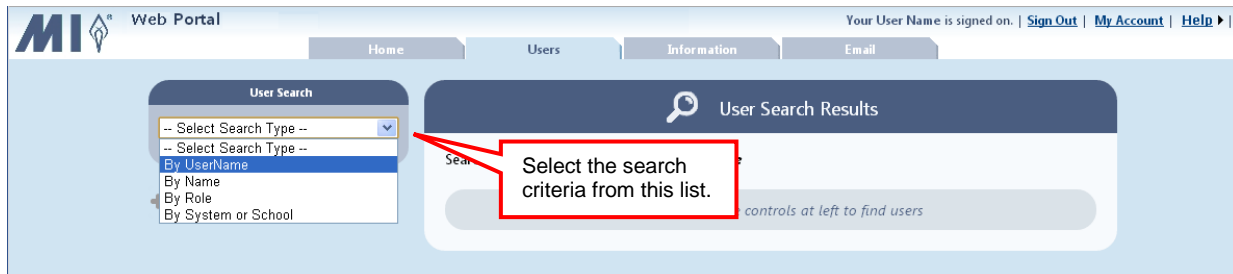 MI® Web Portal
Your User Name is signed on. | Sign Out | My Account | Help ▶ |
Home Users Information Email
User Search
-- Select Search Type --
-- Select Search Type --
By UserName
By Name
By Role
By System or School
User Search Results
Select the search
criteria from this list.
controls at left to find users